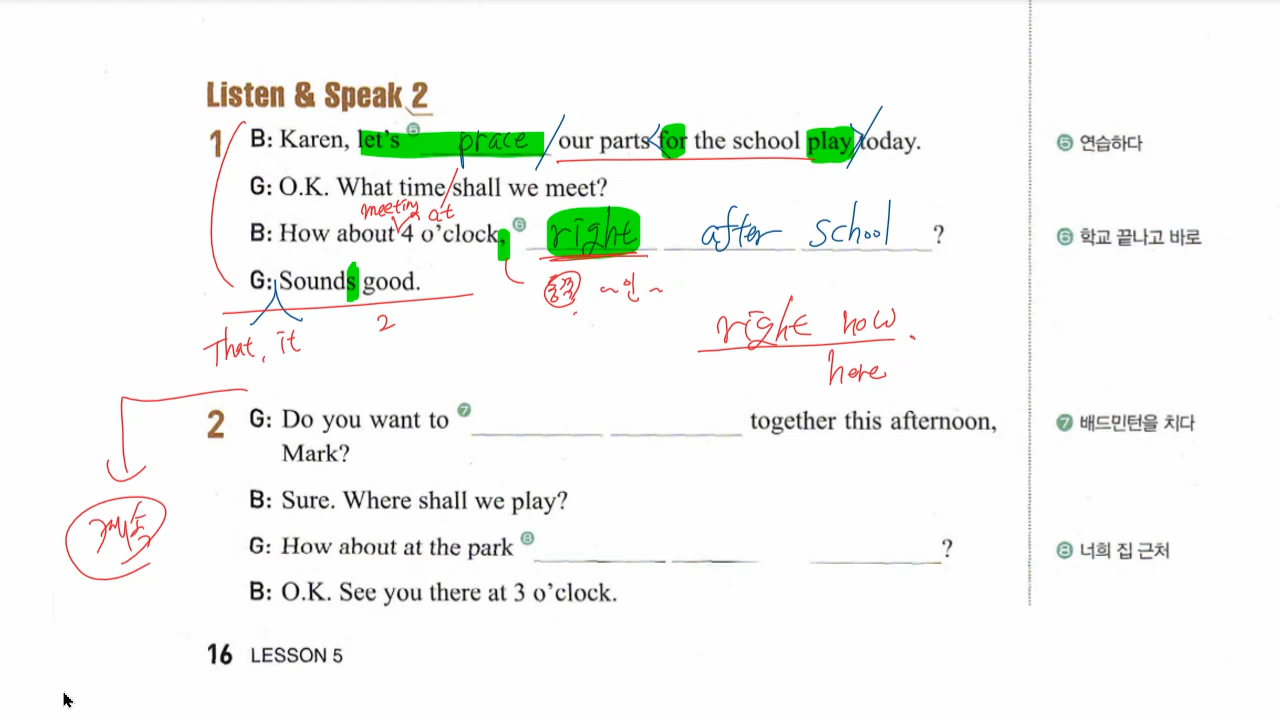 Listen & Speak 2
1 B: Karen, let's ⑤ prace our parts for the school play today.
⑤ 연습하다
G: O.K. What time shall we meet?
meeting at
B: How about 4 o'clock, ⑥ right after school ?
⑥ 학교 끝나고 바로
G: Sounds good.
~인~
2
That, it
right now.
here
2 G: Do you want to ⑦ together this afternoon,
⑦ 배드민턴을 치다
Mark?
B: Sure. Where shall we play?
G: How about at the park ⑧ ?
⑧ 너희 집 근처
B: O.K. See you there at 3 o'clock.
16 LESSON 5